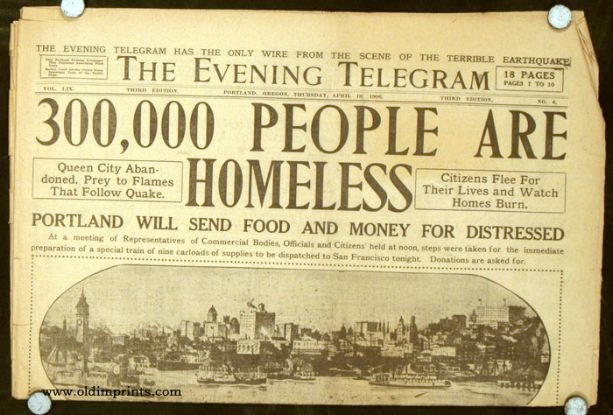 THE EVENING TELEGRAM HAS THE ONLY WIRE FROM THE SCENE OF THE TERRIBLE EARTHQUAKE
THE EVENING TELEGRAM
18 PAGES
PAGES 1 TO 10
VOL. LIX. THIRD EDITION. PORTLAND, OREGON, THURSDAY, APRIL 19, 1906. THIRD EDITION. NO. 4.
300,000 PEOPLE ARE
HOMELESS
Queen City Aban-
doned, Prey to Flames
That Follow Quake.
Citizens Flee For
Their Lives and Watch
Homes Burn.
PORTLAND WILL SEND FOOD AND MONEY FOR DISTRESSED
At a meeting of Representatives of Commercial Bodies, Officials and Citizens' held at noon, steps were taken for the immediate
preparation of a special train of nine carloads of supplies to be dispatched to San Francisco tonight. Donations are asked for.
www.oldimprints.com